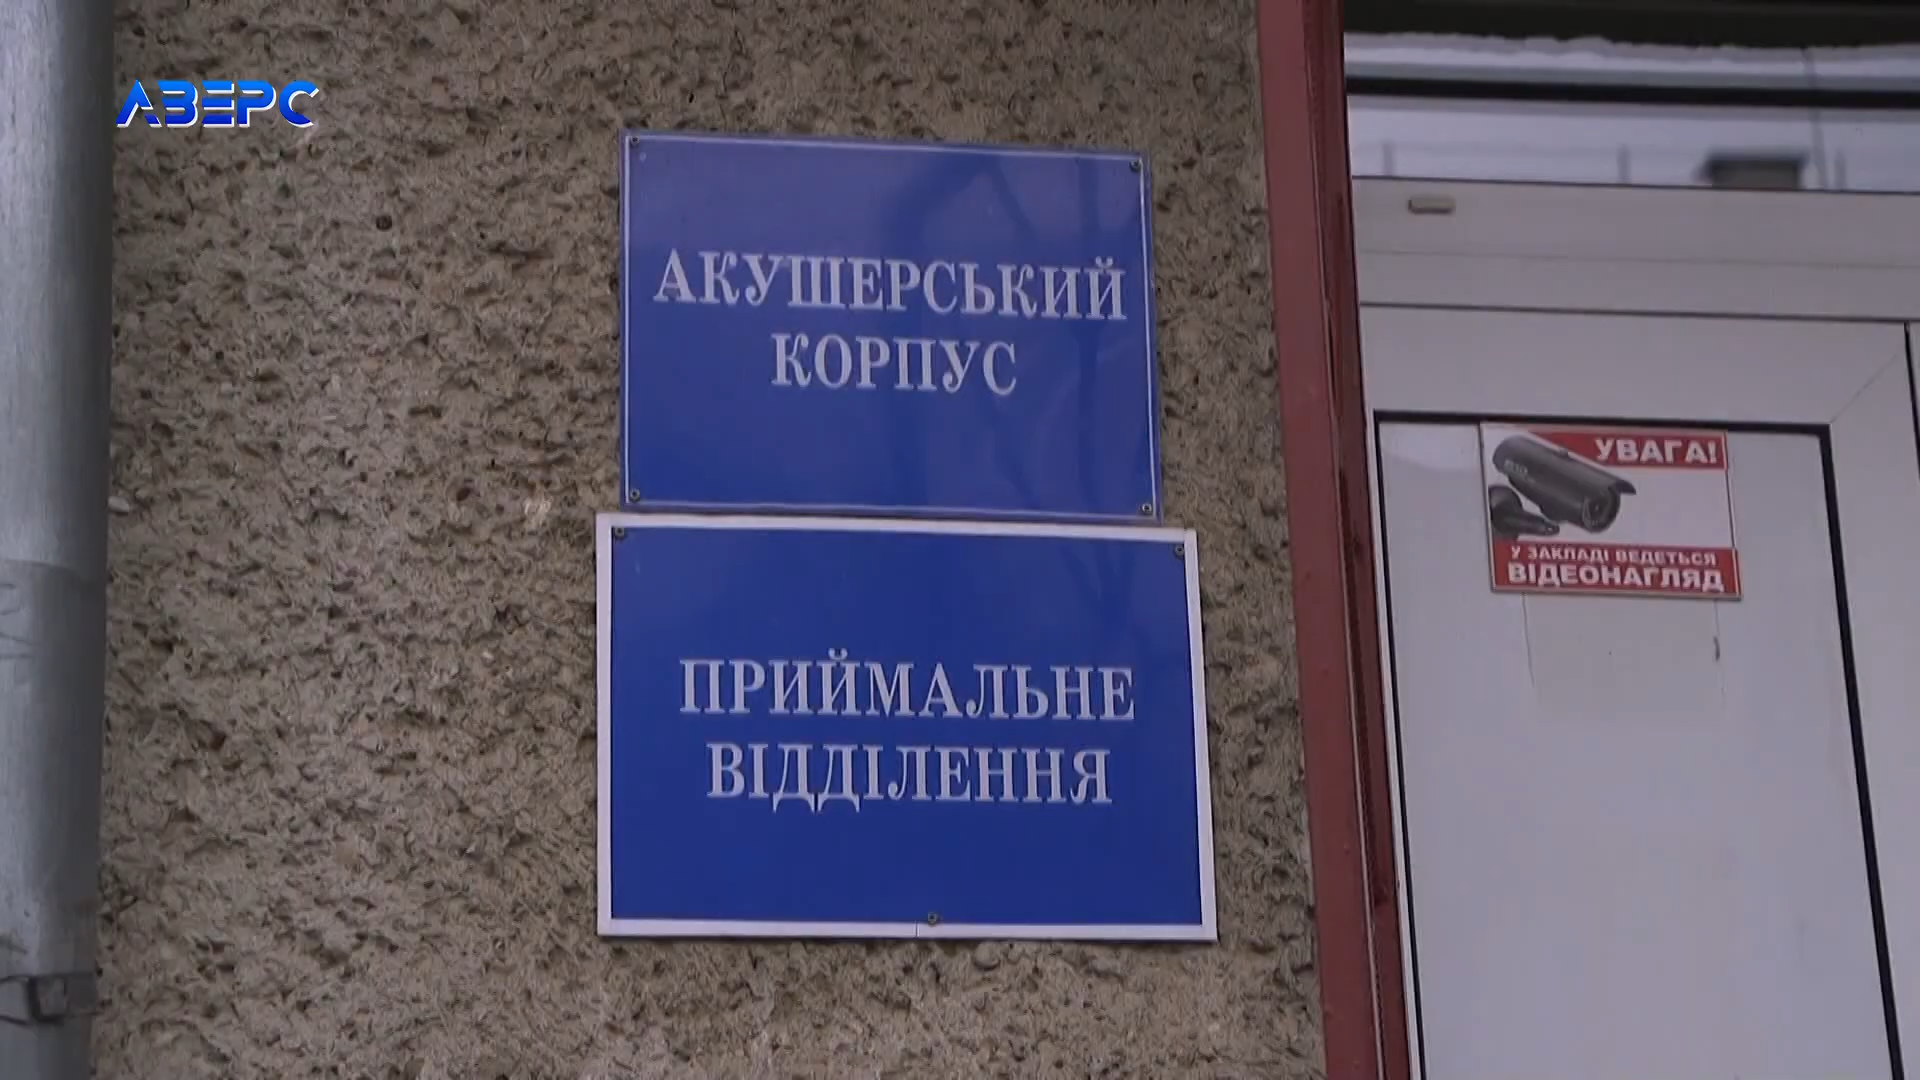 АВЕРС
АКУШЕРСЬКИЙ
КОРПУС
ПРИЙМАЛЬНЕ
ВІДДІЛЕННЯ
УВАГА!
У ЗАКЛАДІ ВЕДЕТЬСЯ
ВІДЕОНАГЛЯД